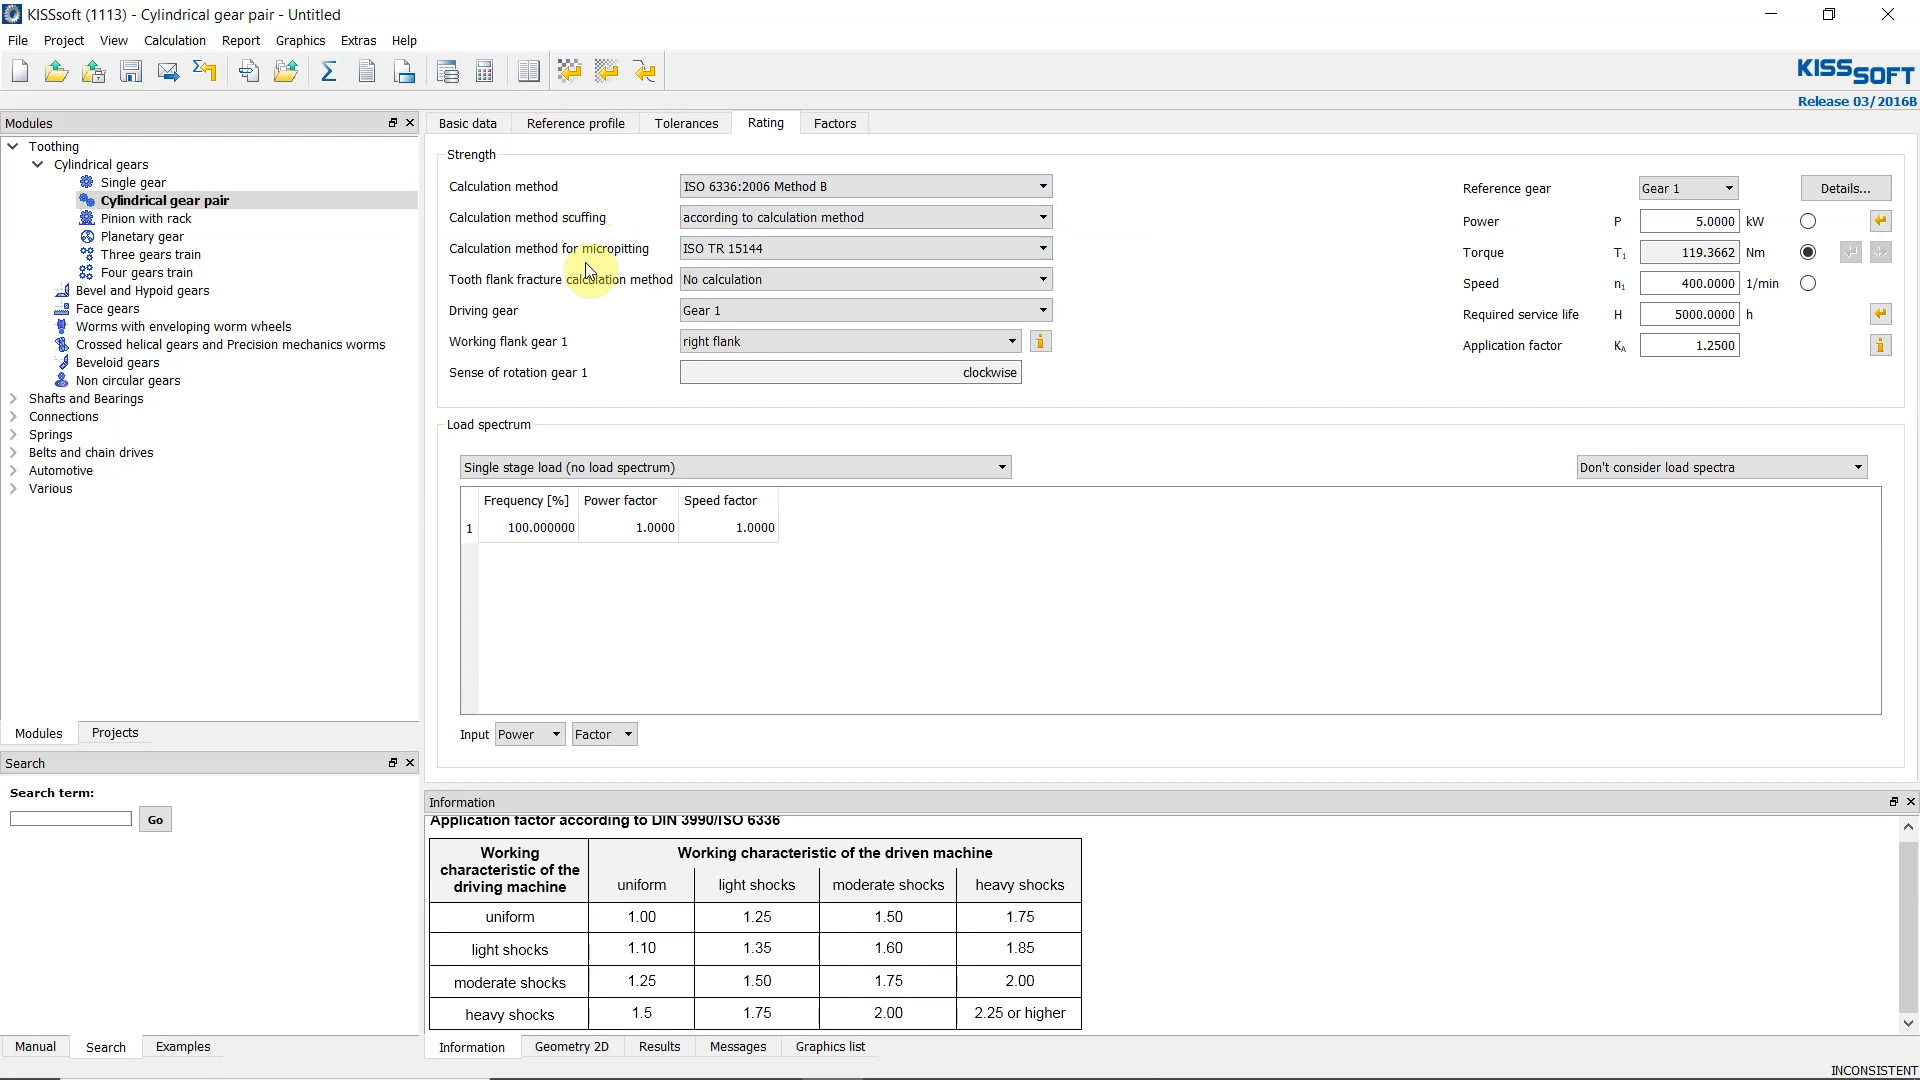 KISSsoft (1113) - Cylindrical gear pair - Untitled
File Project View Calculation Report Graphics Extras Help
KISSSOFT
Release 03/2016B
Modules
Toothing
Cylindrical gears
Single gear
Cylindrical gear pair
Pinion with rack
Planetary gear
Three gears train
Four gears train
Bevel and Hypoid gears
Face gears
Worms with enveloping worm wheels
Crossed helical gears and Precision mechanics worms
Beveloid gears
Non circular gears
Shafts and Bearings
Connections
Springs
Belts and chain drives
Automotive
Various
Modules Projects
Search
Search term:
Go
Manual Search Examples
Basic data Reference profile Tolerances Rating Factors
Strength
Calculation method ISO 6336:2006 Method B
Calculation method scuffing according to calculation method
Calculation method for micropitting ISO TR 15144
Tooth flank fracture calculation method No calculation
Driving gear Gear 1
Working flank gear 1 right flank
Sense of rotation gear 1 clockwise
Reference gear Gear 1 Details...
Power P 5.0000 kW
Torque T1 119.3662 Nm
Speed n1 400.0000 1/min
Required service life H 5000.0000 h
Application factor KA 1.2500
Load spectrum
Single stage load (no load spectrum) Don't consider load spectra
Frequency [%] Power factor Speed factor
1 100.000000 1.0000 1.0000
Input Power Factor
Information
Application factor according to DIN 3990/ISO 6336
Working characteristic of the driving machine
Working characteristic of the driven machine
uniform light shocks moderate shocks heavy shocks
uniform 1.00 1.25 1.50 1.75
light shocks 1.10 1.35 1.60 1.85
moderate shocks 1.25 1.50 1.75 2.00
heavy shocks 1.5 1.75 2.00 2.25 or higher
Information Geometry 2D Results Messages Graphics list
INCONSISTENT